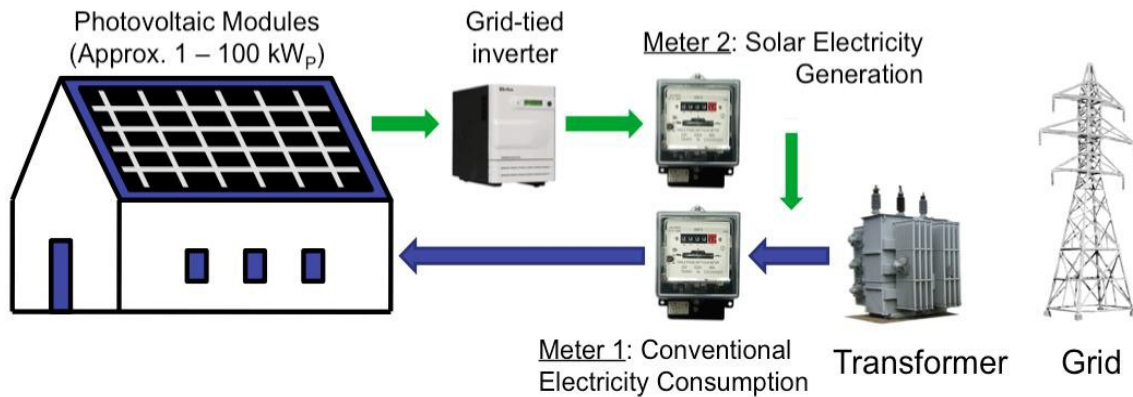 Photovoltaic Modules
(Approx. 1 – 100 kWP)
Grid-tied
inverter
Meter 2: Solar Electricity
Generation
Meter 1: Conventional
Electricity Consumption
Transformer
Grid